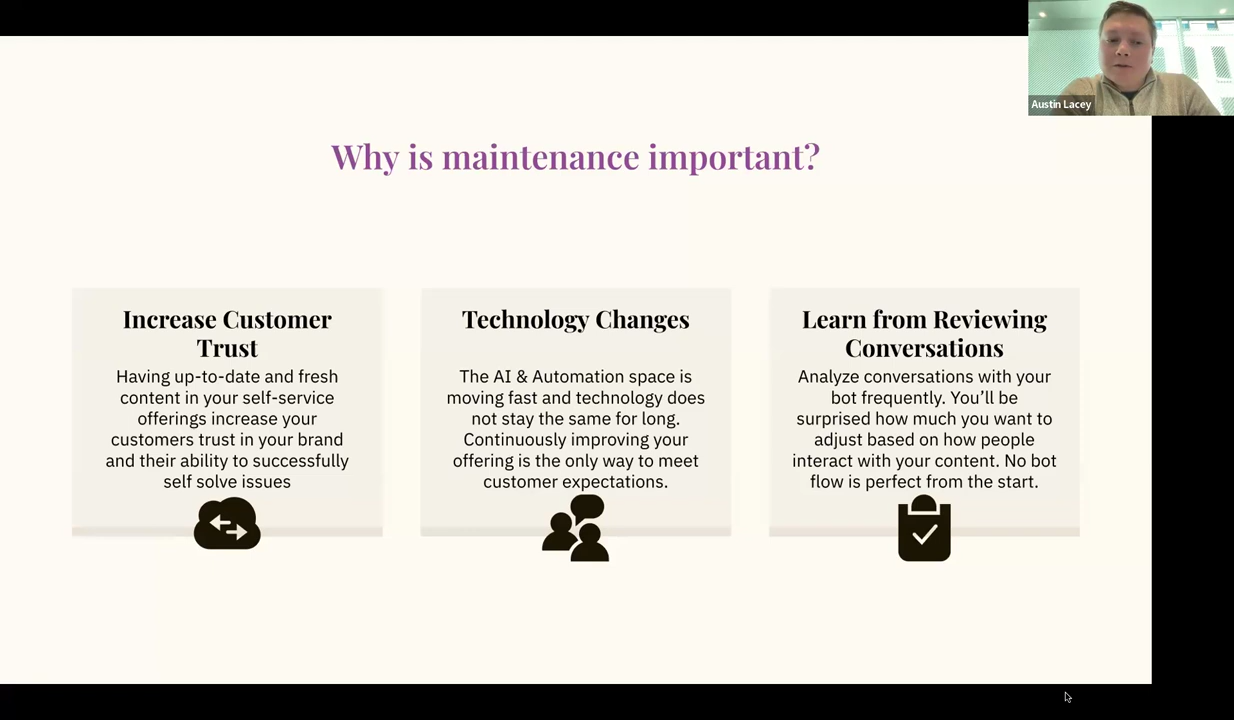 Austin Lacey
Why is maintenance important?
Increase Customer
Trust
Having up-to-date and fresh
content in your self-service
offerings increase your
customers trust in your brand
and their ability to successfully
self solve issues
Technology Changes
The AI & Automation space is
moving fast and technology does
not stay the same for long.
Continuously improving your
offering is the only way to meet
customer expectations.
Learn from Reviewing
Conversations
Analyze conversations with your
bot frequently. You’ll be
surprised how much you want to
adjust based on how people
interact with your content. No bot
flow is perfect from the start.